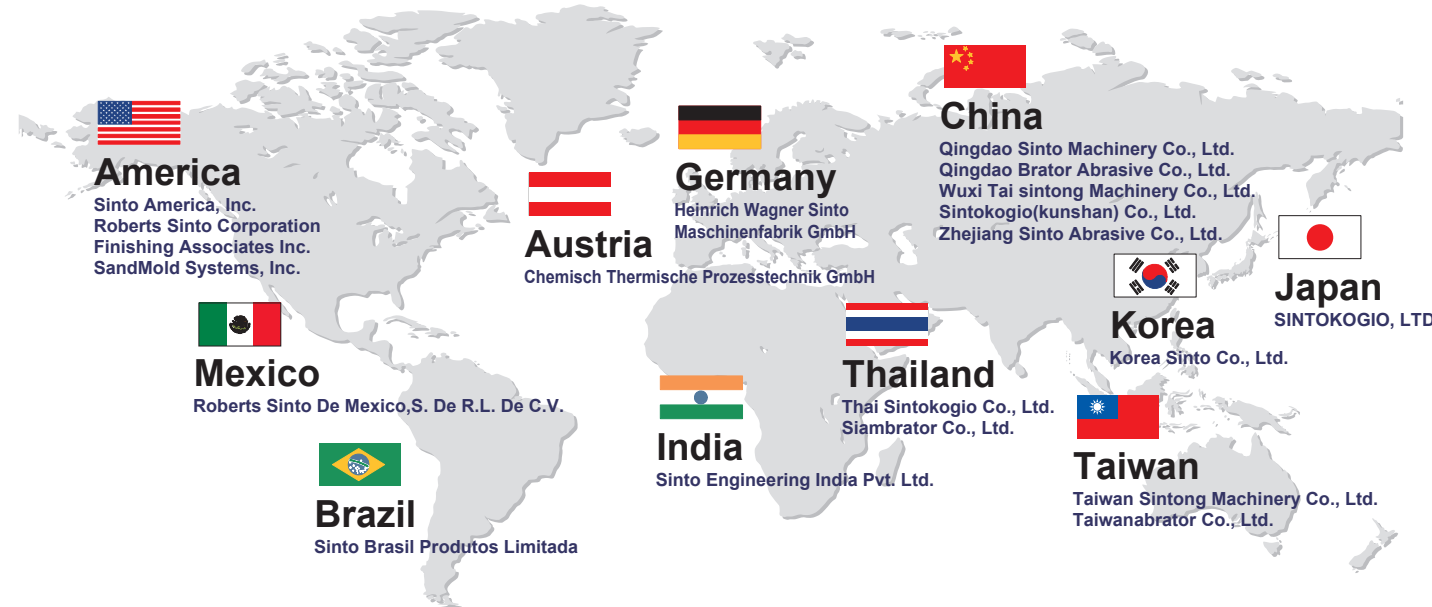 America
Sinto America, Inc.
Roberts Sinto Corporation
Finishing Associates Inc.
SandMold Systems, Inc.
Mexico
Roberts Sinto De Mexico,S. De R.L. De C.V.
Brazil
Sinto Brasil Produtos Limitada
Austria
Chemisch Thermische Prozesstechnik GmbH
Germany
Heinrich Wagner Sinto
Maschinenfabrik GmbH
India
Sinto Engineering India Pvt. Ltd.
China
Qingdao Sinto Machinery Co., Ltd.
Qingdao Brator Abrasive Co., Ltd.
Wuxi Tai sintong Machinery Co., Ltd.
Sintokogio(kunshan) Co., Ltd.
Zhejiang Sinto Abrasive Co., Ltd.
Thailand
Thai Sintokogio Co., Ltd.
Siambrator Co., Ltd.
Korea
Korea Sinto Co., Ltd.
Japan
SINTOKOGIO, LTD
Taiwan
Taiwan Sintong Machinery Co., Ltd.
Taiwanabrator Co., Ltd.